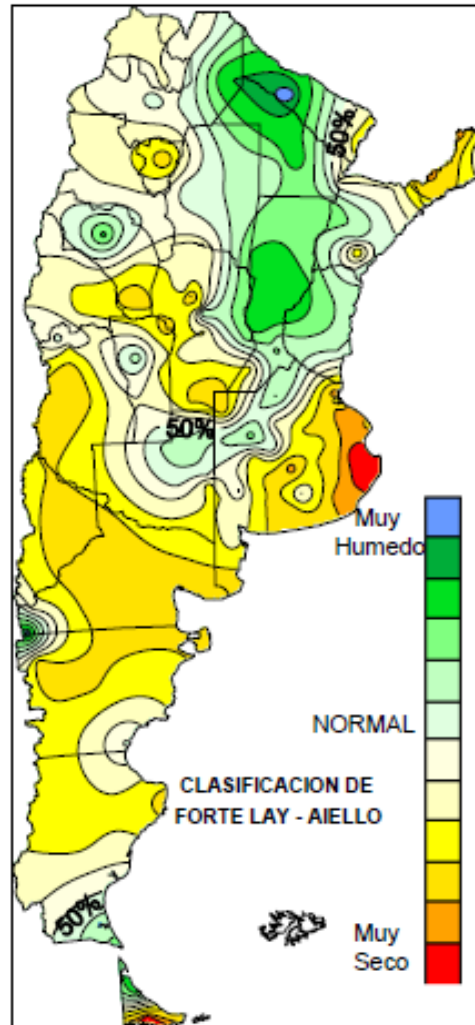 50%
50%
Muy
Humedo
NORMAL
CLASIFICACION DE
FORTE LAY - AIELLO
50%
Muy
Seco